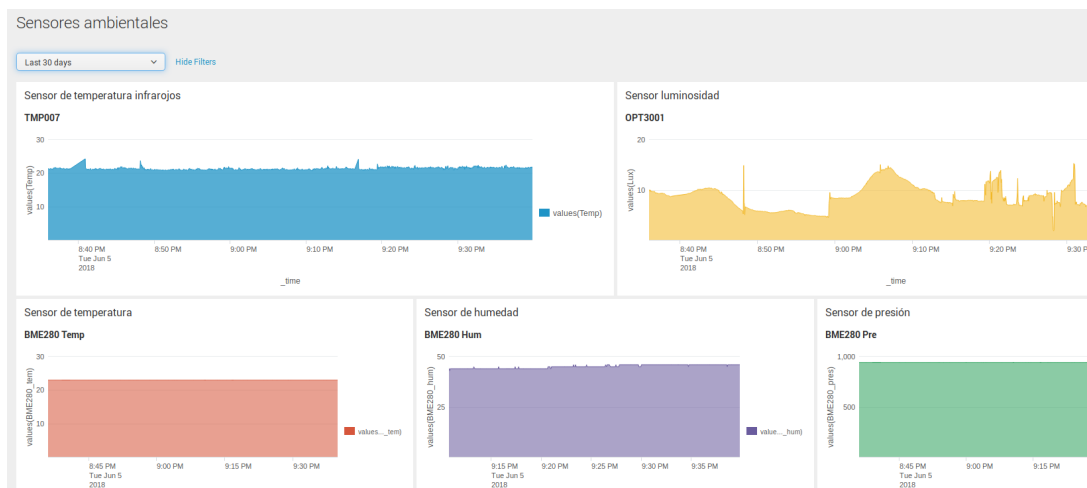 Sensores ambientales
Last 30 days
Hide Filters
Sensor de temperatura infrarojos
TMP007
30
20
10
values(Temp)
values(Temp)
8:40 PM 8:50 PM 9:00 PM 9:10 PM 9:20 PM 9:30 PM
Tue Jun 5
2018
_time
Sensor luminosidad
OPT3001
20
10
values(Lux)
8:40 PM 8:50 PM 9:00 PM 9:10 PM 9:20 PM 9:30 P
Tue Jun 5
2018
_time
Sensor de temperatura
BME280 Temp
30
20
10
values(BME280_tem)
values..._tem)
8:45 PM 9:00 PM 9:15 PM 9:30 PM
Tue Jun 5
2018
Sensor de humedad
BME280 Hum
50
25
values(BME280_hum)
value..._hum)
9:15 PM 9:20 PM 9:25 PM 9:30 PM 9:35 PM
Tue Jun 5
2018
Sensor de presión
BME280 Pre
1,000
500
values(BME280_pres)
8:45 PM 9:00 PM 9:15 PM
Tue Jun 5
2018